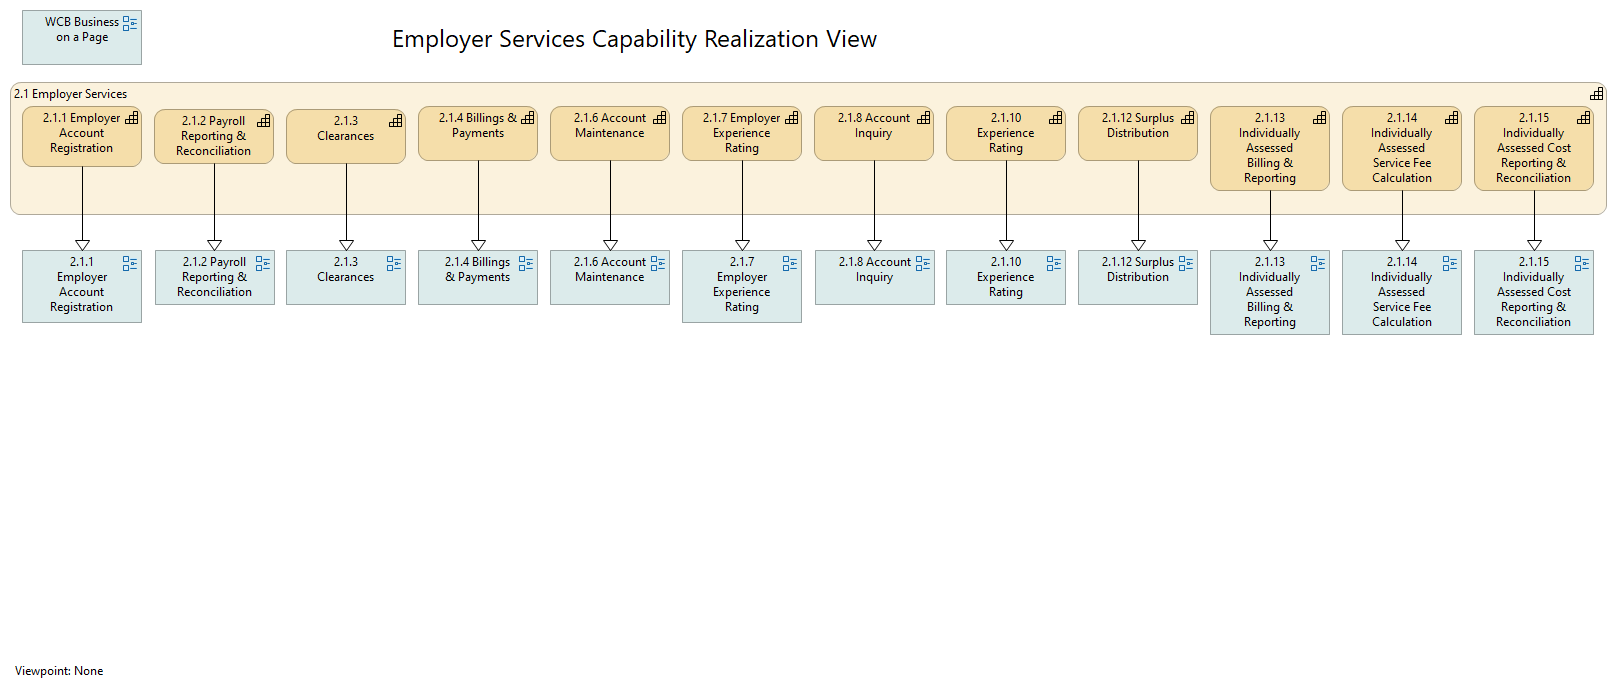 WCB Business
on a Page
Employer Services Capability Realization View
2.1 Employer Services
2.1.1 Employer
Account
Registration
2.1.2 Payroll
Reporting &
Reconciliation
2.1.3
Clearances
2.1.4 Billings &
Payments
2.1.6 Account
Maintenance
2.1.7 Employer
Experience
Rating
2.1.8 Account
Inquiry
2.1.10
Experience
Rating
2.1.12 Surplus
Distribution
2.1.13
Individually
Assessed
Billing &
Reporting
2.1.14
Individually
Assessed
Service Fee
Calculation
2.1.15
Individually
Assessed Cost
Reporting &
Reconciliation
2.1.1
Employer
Account
Registration
2.1.2 Payroll
Reporting &
Reconciliation
2.1.3
Clearances
2.1.4 Billings
& Payments
2.1.6 Account
Maintenance
2.1.7
Employer
Experience
Rating
2.1.8 Account
Inquiry
2.1.10
Experience
Rating
2.1.12 Surplus
Distribution
2.1.13
Individually
Assessed
Billing &
Reporting
2.1.14
Individually
Assessed
Service Fee
Calculation
2.1.15
Individually
Assessed Cost
Reporting &
Reconciliation
Viewpoint: None